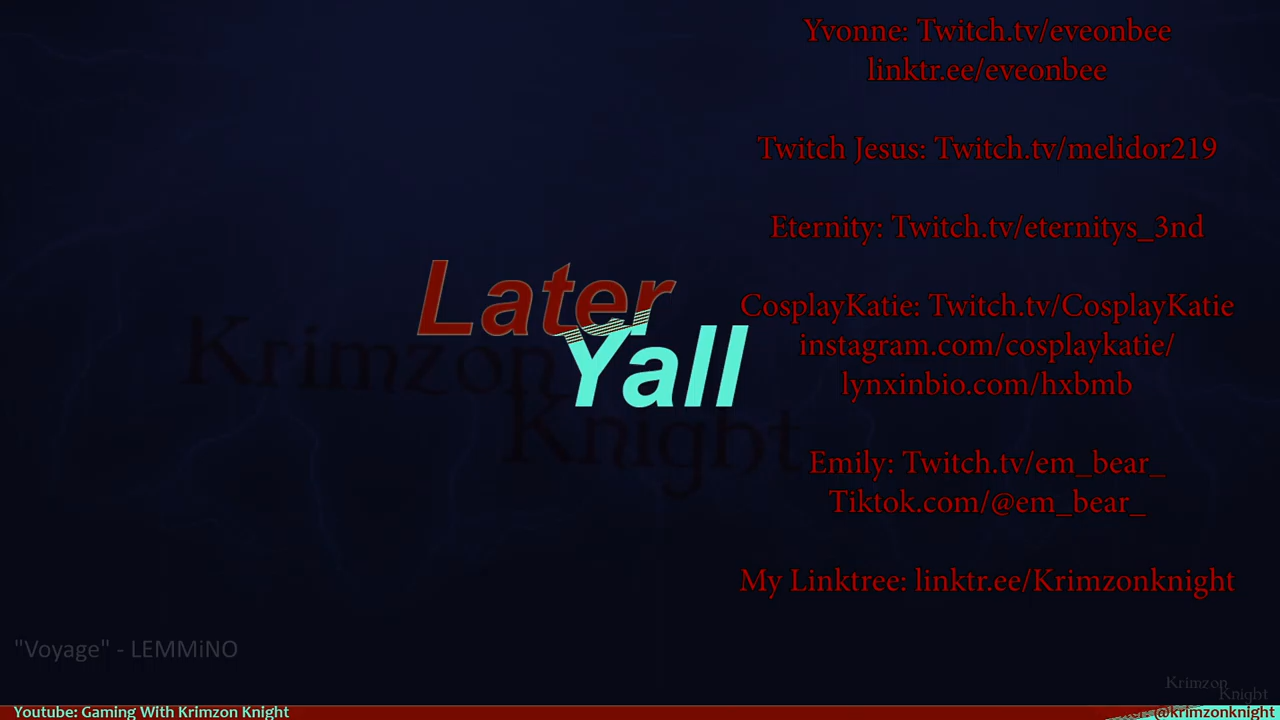 Yvonne: Twitch.tv/eveonbee
linktr.ee/eveonbee
Twitch Jesus: Twitch.tv/melidor219
Eternity: Twitch.tv/eternitys_3nd
CosplayKatie: Twitch.tv/CosplayKatie
instagram.com/cosplaykatie/
lynxinbio.com/hxbmb
Emily: Twitch.tv/em_bear_
Tiktok.com/@em_bear_
My Linktree: linktr.ee/Krimzonknight
Later
Yall
Krimzon
Knight
"Voyage" - LEMMiNO
Krimzon
Knight
Youtube: Gaming With Krimzon Knight
@krimzonknight